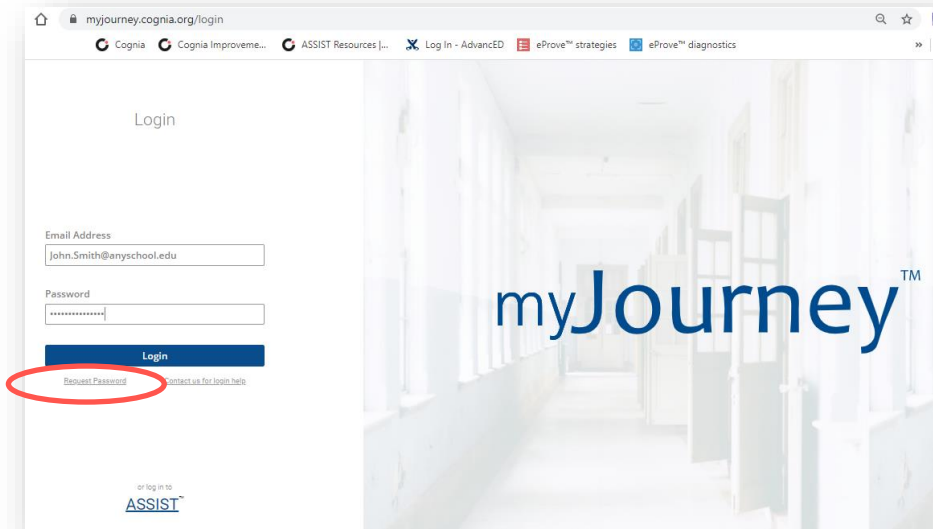 myjourney.cognia.org/login
Cognia Cognia Improveme... ASSIST Resources |... Log In - AdvancED eProve™ strategies eProve™ diagnostics »
Login
Email Address
John.Smith@anyschool.edu
Password
Login
Request Password Contact us for login help
myJourney™
or log in to
ASSIST™